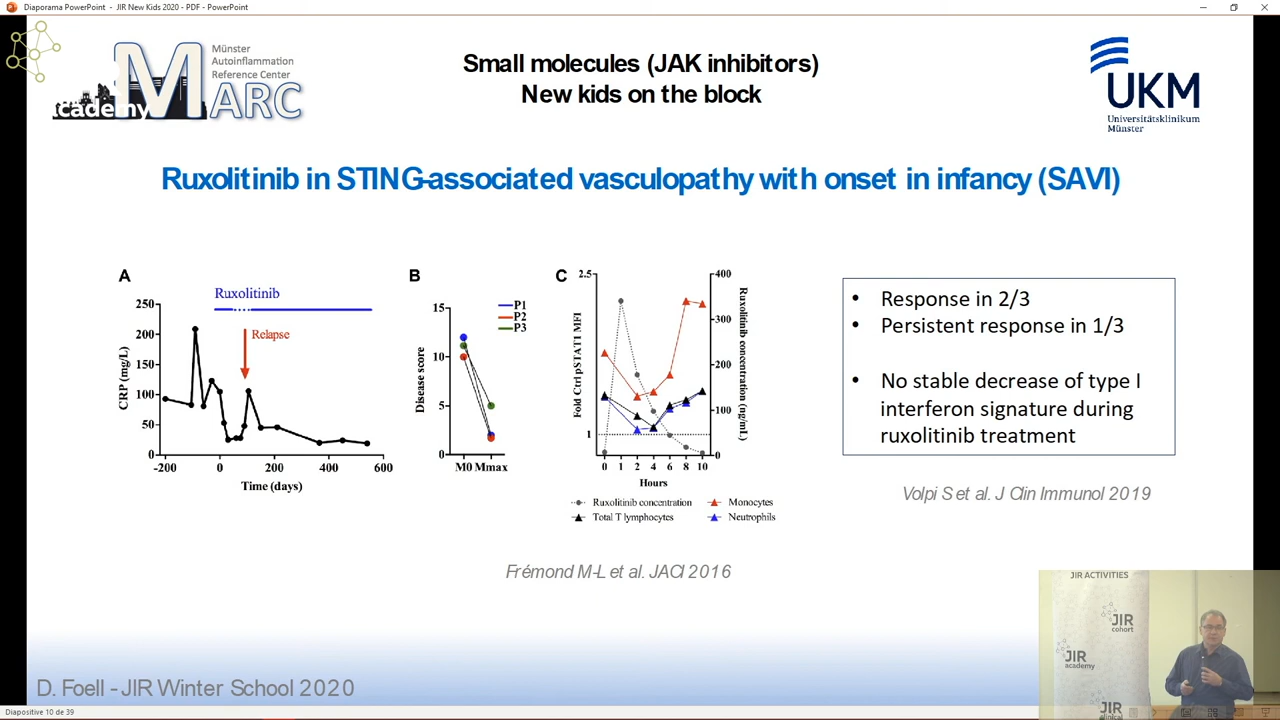 Diaporama PowerPoint - JIR New Kids 2020 - PDF - PowerPoint
Münster
Autoinflammation
Reference Center
MARC
academy
Small molecules (JAK inhibitors)
New kids on the block
UKM
Universitätsklinikum
Münster
Ruxolitinib in STING-associated vasculopathy with onset in infancy (SAVI)
A
Ruxolitinib
Relapse
CRP (mg/L)
250
200
150
100
50
0
-200
0
200
400
600
Time (days)
B
P1
P2
P3
Disease score
15
10
5
0
M0 Mmax
C
Fold Ctrl pSTAT1 MFI
2.5
1
400
300
200
100
0
Ruxolitinib concentration (ng/mL)
0 1 2 4 6 8 10
Hours
Ruxolitinib concentration
Monocytes
Total T lymphocytes
Neutrophils
Frémond M-L et al. JACI 2016
• Response in 2/3
• Persistent response in 1/3
• No stable decrease of type I
interferon signature during
ruxolitinib treatment
Volpi S et al. J Clin Immunol 2019
JIR ACTIVITIES
JIR
cohort
JIR
academy
JIR
clinical
D. Foell - JIR Winter School 2020
Diapositive 10 de 39